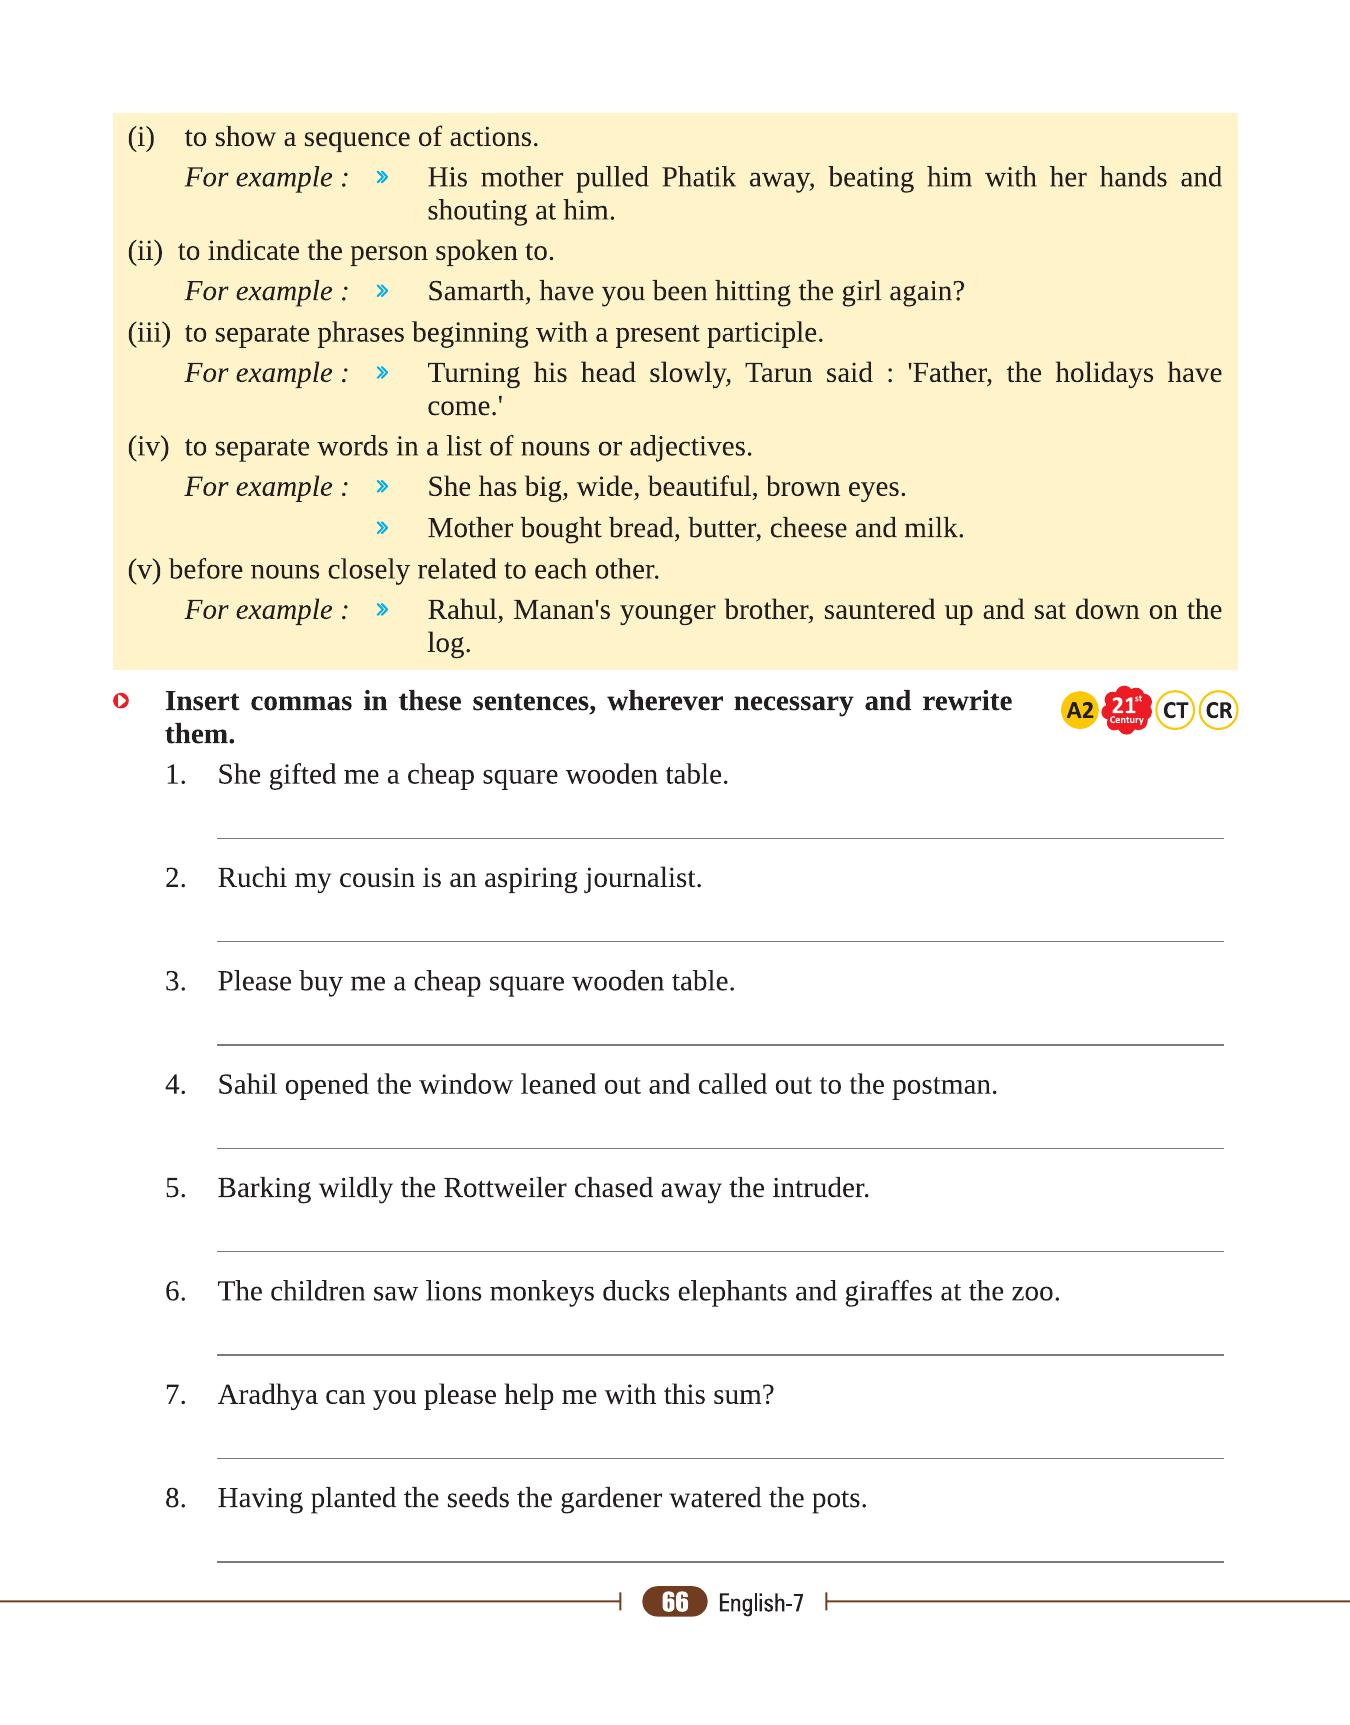 (i) to show a sequence of actions.
For example : » His mother pulled Phatik away, beating him with her hands and
shouting at him.
(ii) to indicate the person spoken to.
For example : » Samarth, have you been hitting the girl again?
(iii) to separate phrases beginning with a present participle.
For example : » Turning his head slowly, Tarun said : 'Father, the holidays have
come.'
(iv) to separate words in a list of nouns or adjectives.
For example : » She has big, wide, beautiful, brown eyes.
» Mother bought bread, butter, cheese and milk.
(v) before nouns closely related to each other.
For example : » Rahul, Manan's younger brother, sauntered up and sat down on the
log.
Insert commas in these sentences, wherever necessary and rewrite
them.
A2 21st Century CT CR
1. She gifted me a cheap square wooden table.
2. Ruchi my cousin is an aspiring journalist.
3. Please buy me a cheap square wooden table.
4. Sahil opened the window leaned out and called out to the postman.
5. Barking wildly the Rottweiler chased away the intruder.
6. The children saw lions monkeys ducks elephants and giraffes at the zoo.
7. Aradhya can you please help me with this sum?
8. Having planted the seeds the gardener watered the pots.
66 English-7